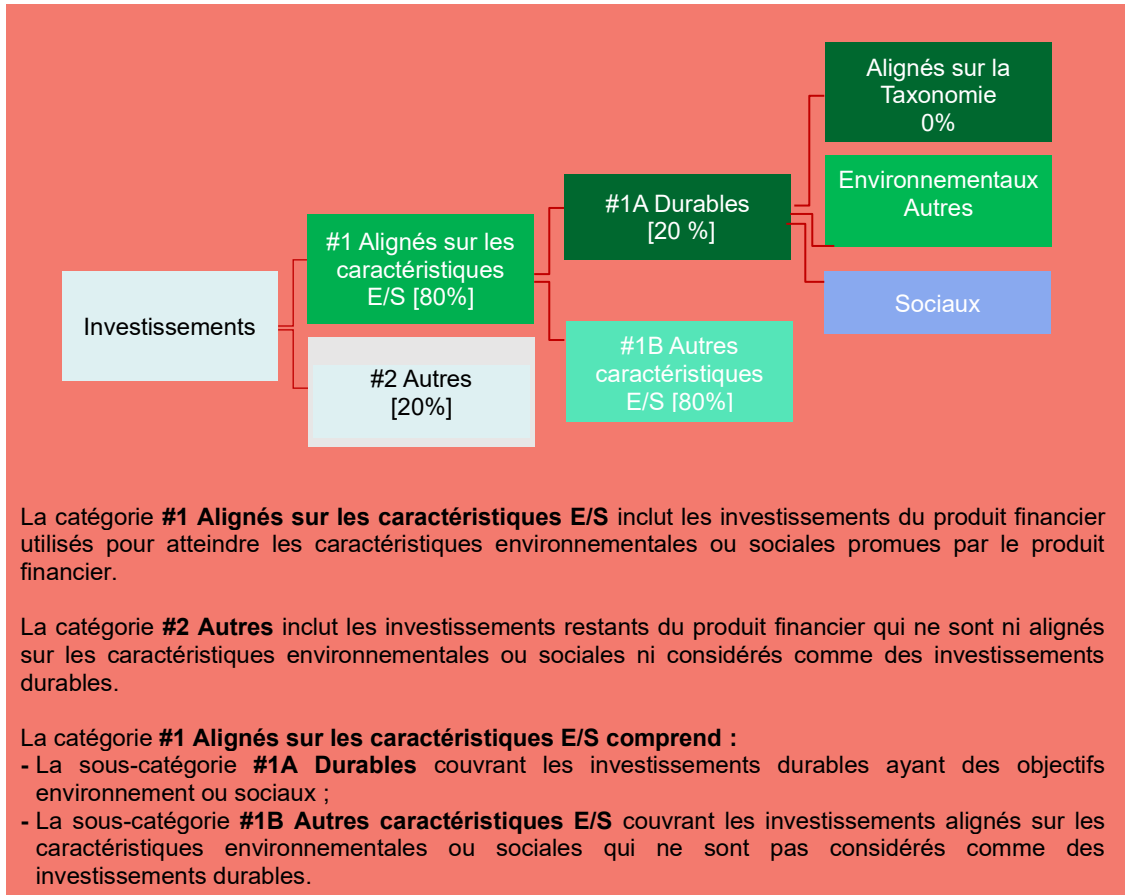 Investissements
#1 Alignés sur les
caractéristiques
E/S [80%]
#2 Autres
[20%]
#1A Durables
[20 %]
#1B Autres
caractéristiques
E/S [80%]
Alignés sur la
Taxonomie
0%
Environnementaux
Autres
Sociaux
La catégorie #1 Alignés sur les caractéristiques E/S inclut les investissements du produit financier
utilisés pour atteindre les caractéristiques environnementales ou sociales promues par le produit
financier.
La catégorie #2 Autres inclut les investissements restants du produit financier qui ne sont ni alignés
sur les caractéristiques environnementales ou sociales ni considérés comme des investissements
durables.
La catégorie #1 Alignés sur les caractéristiques E/S comprend :
- La sous-catégorie #1A Durables couvrant les investissements durables ayant des objectifs
environnement ou sociaux ;
- La sous-catégorie #1B Autres caractéristiques E/S couvrant les investissements alignés sur les
caractéristiques environnementales ou sociales qui ne sont pas considérés comme des
investissements durables.